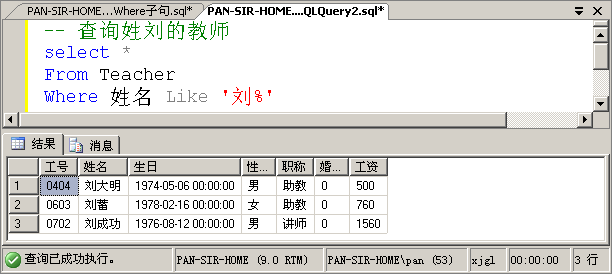 PAN-SIR-HOME...Where子句.sql* PAN-SIR-HOME....QLQuery2.sql*
-- 查询姓刘的教师
select *
From Teacher
Where 姓名 Like '刘%'
结果 消息
工号 姓名 生日 性... 职称 婚... 工资
1 0404 刘大明 1974-05-06 00:00:00 男 助教 0 500
2 0603 刘蓄 1978-02-16 00:00:00 女 助教 0 760
3 0702 刘成功 1976-08-12 00:00:00 男 讲师 0 1560
查询已成功执行。 PAN-SIR-HOME (9.0 RTM) PAN-SIR-HOME\pan (53) xjgl 00:00:00 3 行